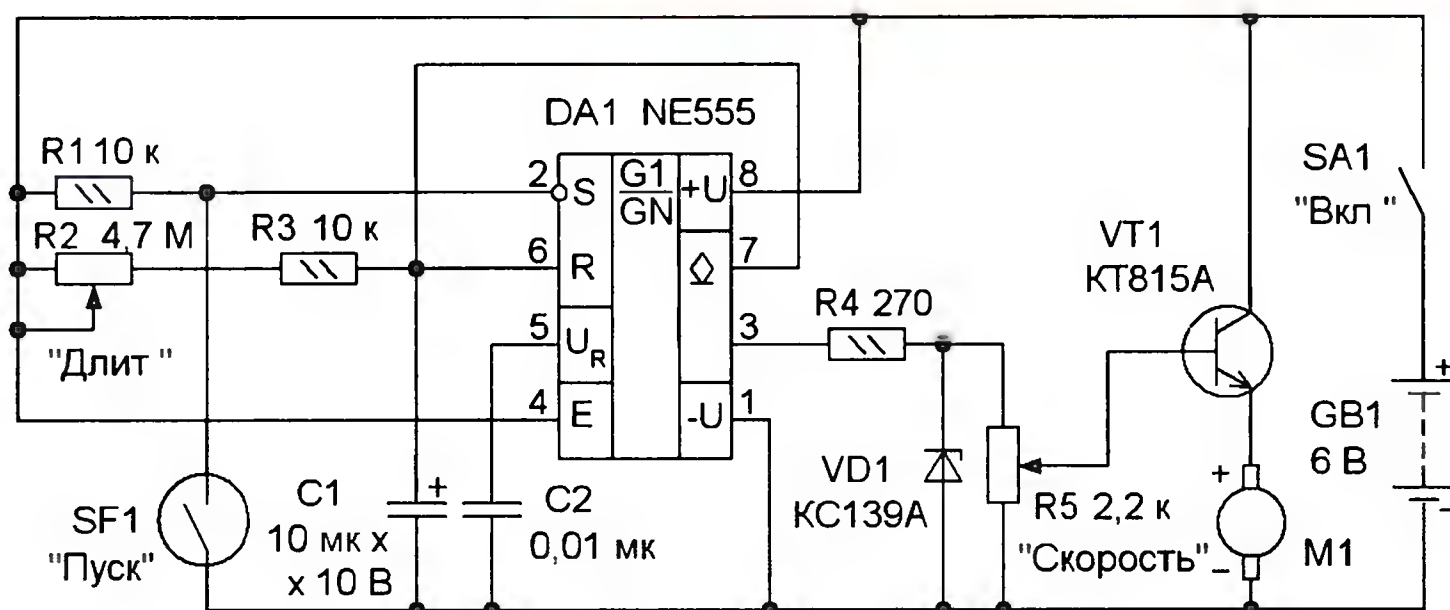 DA1 NE555
R1 10 к
R2 4,7 М
R3 10 к
"Длит "
2
6
5
4
S
R
U_R
E
G1
GN
+U
-U
8
7
3
1
R4 270
VD1
КС139А
R5 2,2 к
"Скорость"
VT1
КТ815А
SA1
"Вкл "
+
GB1
6 В
-
+
M1
-
SF1
"Пуск"
C1
10 мк х
х 10 В
+
C2
0,01 мк